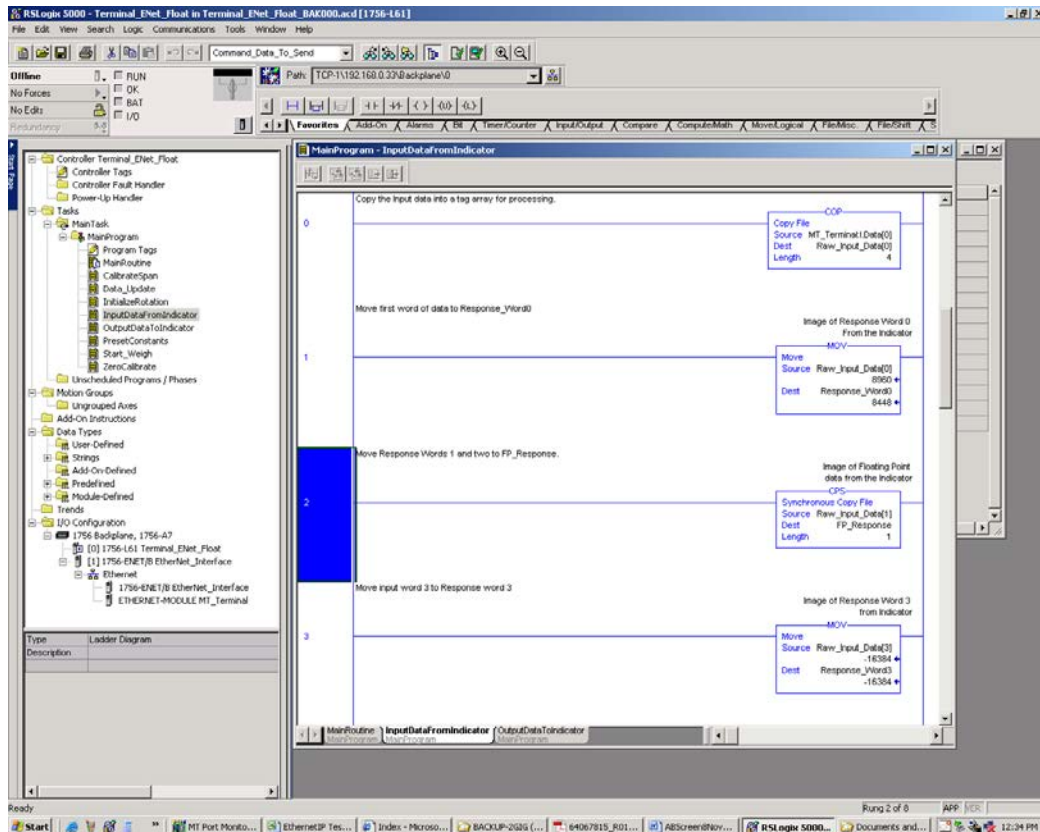 RSLogix 5000 - Terminal_ENet_Float in Terminal_ENet_Float_BAK000.acd [1756-L61]
File Edit View Search Logic Communications Tools Window Help
Command_Data_To_Send
Offline
RUN
Path: TCP-1\192.168.0.33\Backplane\0
No Forces
OK
No Edits
BAT
Redundancy
I/O
Favorites Add-On Alarms Bit Timer/Counter Input/Output Compare Compute/Math Move/Logical File/Misc. File/Shift S
Start Page
Controller Terminal_ENet_Float
Controller Tags
Controller Fault Handler
Power-Up Handler
Tasks
MainTask
MainProgram
Program Tags
MainRoutine
CalibrateSpan
Data_Update
InitializeRotation
InputDataFromIndicator
OutputDataToIndicator
PresetConstants
Start_Weigh
ZeroCalibrate
Unscheduled Programs / Phases
Motion Groups
Ungrouped Axes
Add-On Instructions
Data Types
User-Defined
Strings
Add-On-Defined
Predefined
Module-Defined
Trends
I/O Configuration
1756 Backplane, 1756-A7
[0] 1756-L61 Terminal_ENet_Float
[1] 1756-ENET/B EtherNet_Interface
Ethernet
1756-ENET/B EtherNet_Interface
ETHERNET-MODULE MT_Terminal
Type Ladder Diagram
Description
MainProgram - InputDataFromIndicator
Copy the Input data into a tag array for processing.
0
COP
Copy File
Source MT_Terminal:I.Data[0]
Dest Raw_Input_Data[0]
Length 4
Move first word of data to Response_Word0
Image of Response Word 0
From the Indicator
1
MOV
Move
Source Raw_Input_Data[0]
8960
Dest Response_Word0
8448
Move Response Words 1 and two to FP_Response.
Image of Floating Point
data from the Indicator
2
CPS
Synchronous Copy File
Source Raw_Input_Data[1]
Dest FP_Response
Length 1
Move input word 3 to Response word 3
Image of Response Word 3
from Indicator
3
MOV
Move
Source Raw_Input_Data[3]
-16384
Dest Response_Word3
-16384
MainRoutine InputDataFromIndicator OutputDataToIndicator
MainProgram MainProgram MainProgram
Ready
Rung 2 of 8 APP VER
Start
MT Port Monito... EthernetIP Tes... Index - Microso... BACKUP-2GIG (... 64067815_R01... ABScreen8Nov... RSLogix 5000... Documents and... 12:34 PM